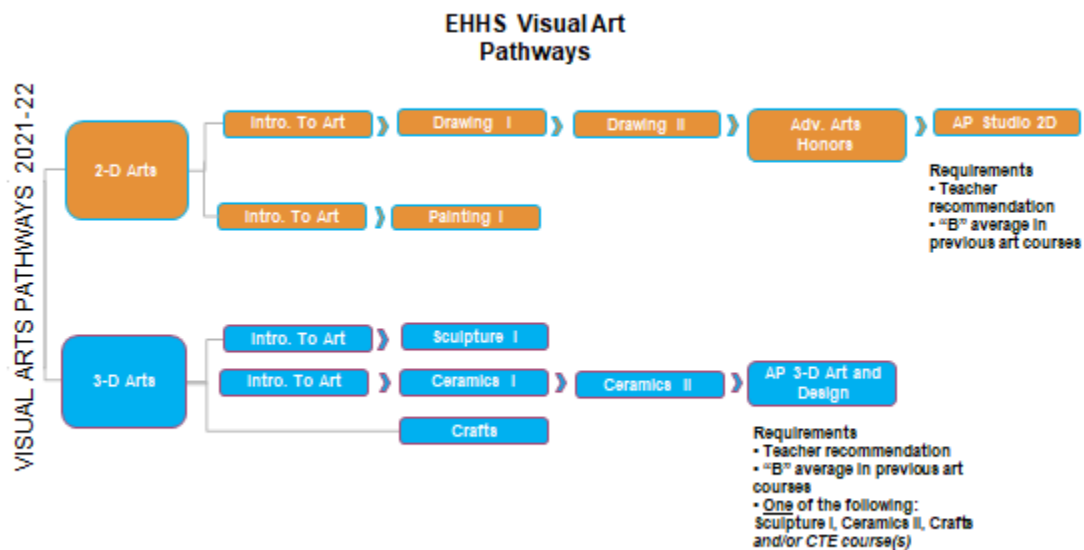 EHHS Visual Art
Pathways
VISUAL ARTS PATHWAYS 2021-22
2-D Arts
Intro. To Art
Drawing I
Drawing II
Adv. Arts
Honors
AP Studio 2D
Requirements
• Teacher
recommendation
• “B” average in
previous art courses
Intro. To Art
Painting I
3-D Arts
Intro. To Art
Sculpture I
Intro. To Art
Ceramics I
Ceramics II
AP 3-D Art and
Design
Crafts
Requirements
• Teacher recommendation
• “B” average in previous art
courses
• One of the following:
Sculpture I, Ceramics II, Crafts
and/or CTE course(s)